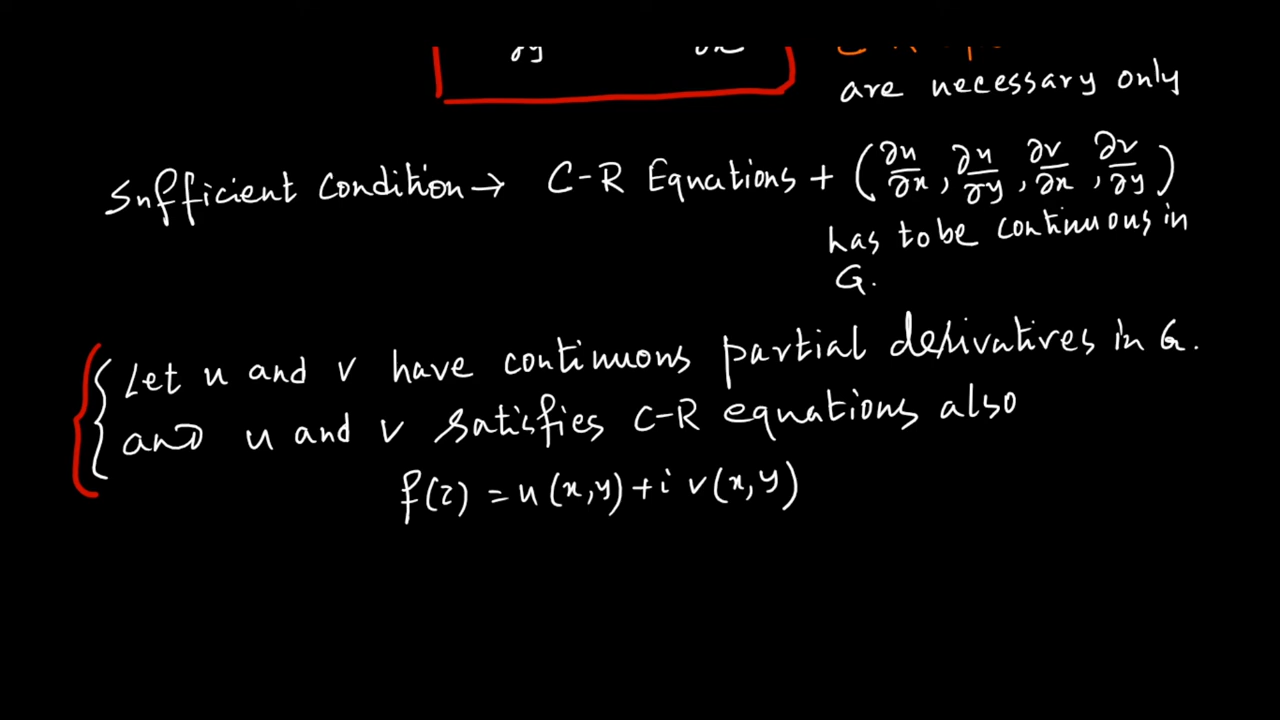 ∂y ∂x
are necessary only
Sufficient Condition → C-R Equations + (∂u/∂x, ∂u/∂y, ∂v/∂x, ∂v/∂y)
has to be continuous in
G.
Let u and v have continuous partial derivatives in G.
and u and v satisfies C-R equations also
f(z) = u(x,y) + i v(x,y)